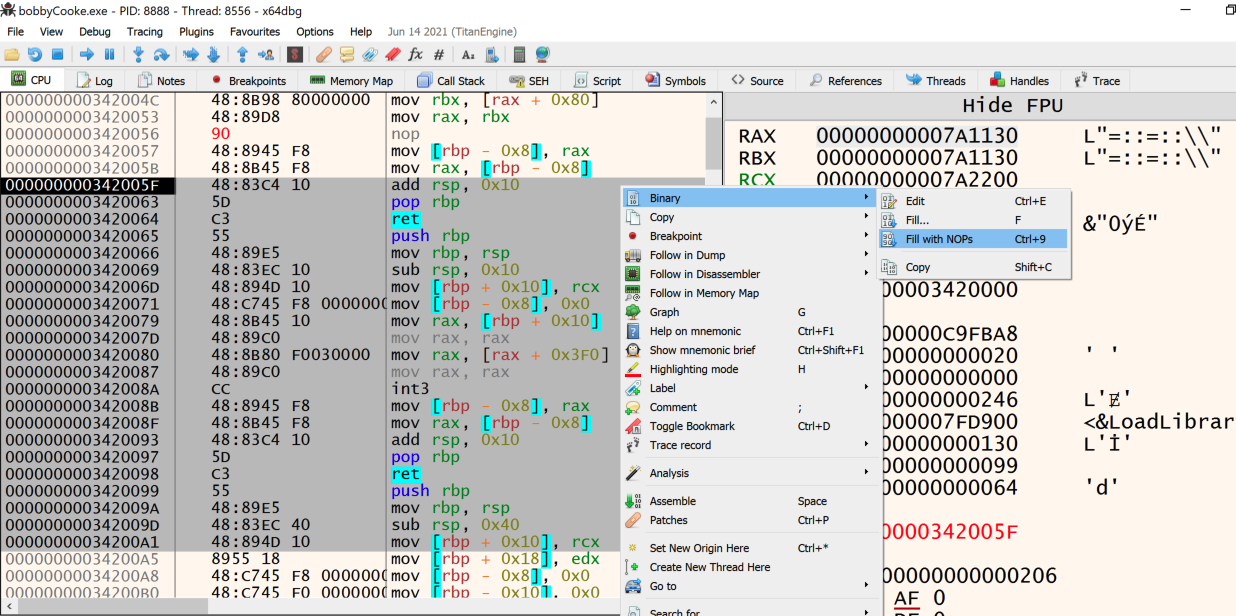 bobbyCooke.exe - PID: 8888 - Thread: 8556 - x64dbg
File View Debug Tracing Plugins Favourites Options Help Jun 14 2021 (TitanEngine)
CPU Log Notes Breakpoints Memory Map Call Stack SEH Script Symbols Source References Threads Handles Trace
000000000342004C 48:8B98 80000000 mov rbx, [rax + 0x80]
0000000003420053 48:89D8 mov rax, rbx
0000000003420056 90 nop
0000000003420057 48:8945 F8 mov [rbp - 0x8], rax
000000000342005B 48:8B45 F8 mov rax, [rbp - 0x8]
000000000342005F 48:83C4 10 add rsp, 0x10
0000000003420063 5D pop rbp
0000000003420064 C3 ret
0000000003420065 55 push rbp
0000000003420066 48:89E5 mov rbp, rsp
0000000003420069 48:83EC 10 sub rsp, 0x10
000000000342006D 48:894D 10 mov [rbp + 0x10], rcx
0000000003420071 48:C745 F8 0000000 mov [rbp - 0x8], 0x0
0000000003420079 48:8B45 10 mov rax, [rbp + 0x10]
000000000342007D 48:89C0 mov rax, rax
0000000003420080 48:8B80 F0030000 mov rax, [rax + 0x3F0]
0000000003420087 48:89C0 mov rax, rax
000000000342008A CC int3
000000000342008B 48:8945 F8 mov [rbp - 0x8], rax
000000000342008F 48:8B45 F8 mov rax, [rbp - 0x8]
0000000003420093 48:83C4 10 add rsp, 0x10
0000000003420097 5D pop rbp
0000000003420098 C3 ret
0000000003420099 55 push rbp
000000000342009A 48:89E5 mov rbp, rsp
000000000342009D 48:83EC 40 sub rsp, 0x40
00000000034200A1 48:894D 10 mov [rbp + 0x10], rcx
00000000034200A5 8955 18 mov [rbp + 0x18], edx
00000000034200A8 48:C745 F8 0000000 mov [rbp - 0x8], 0x0
00000000034200B0 48:C745 F0 0000000 mov [rbp - 0x10], 0x0
Binary
Copy
Breakpoint
Follow in Dump
Follow in Disassembler
Follow in Memory Map
Graph G
Help on mnemonic Ctrl+F1
Show mnemonic brief Ctrl+Shift+F1
Highlighting mode H
Label
Comment ;
Toggle Bookmark Ctrl+D
Trace record
Analysis
Assemble Space
Patches Ctrl+P
Set New Origin Here Ctrl+*
Create New Thread Here
Go to
Search for
Edit Ctrl+E
Fill... F
Fill with NOPs Ctrl+9
Copy Shift+C
Hide FPU
RAX 00000000007A1130 L"=::=::\\"
RBX 00000000007A1130 L"=::=::\\"
RCX 00000000007A2200
&"0ýÉ"
00003420000
00000C9FBA8
00000000020 ' '
00000000000
00000000246 L'Ɇ'
000007FD900 <&LoadLibrar
00000000130 L'İ'
00000000099
00000000064 'd'
0000342005F
00000000000206
AF 0